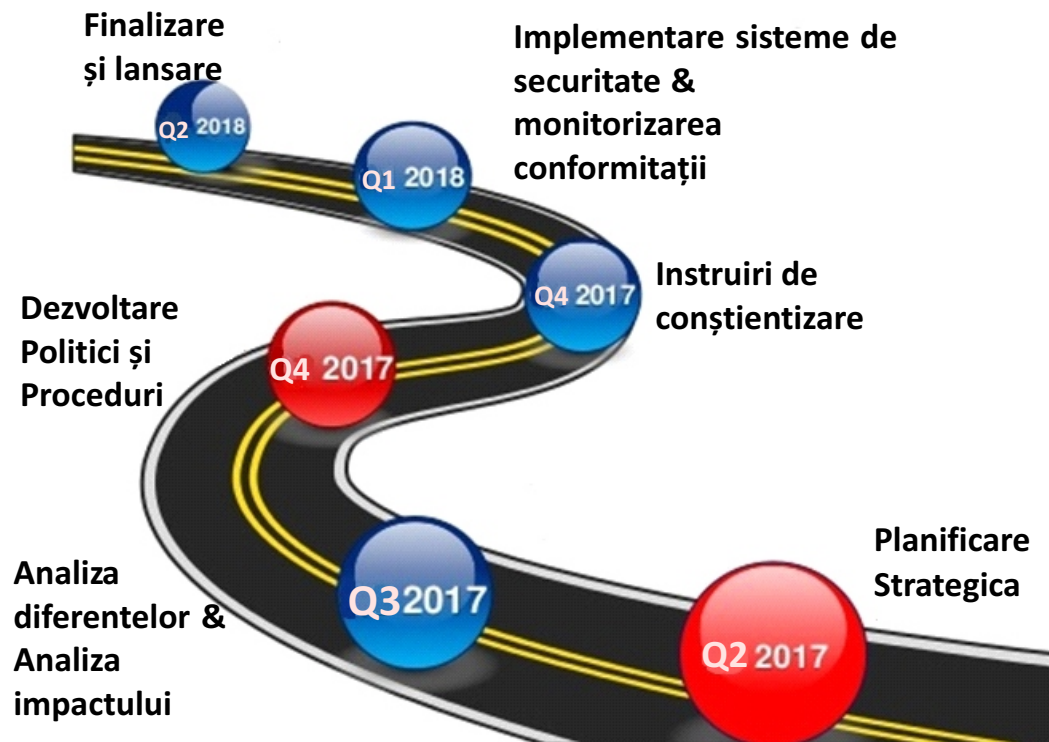 Finalizare
și lansare
Q2 2018
Implementare sisteme de
securitate &
monitorizarea
conformitații
Q1 2018
Instruiri de
conștientizare
Q4 2017
Dezvoltare
Politici și
Proceduri
Q4 2017
Analiza
diferentelor &
Analiza
impactului
Q3 2017
Planificare
Strategica
Q2 2017